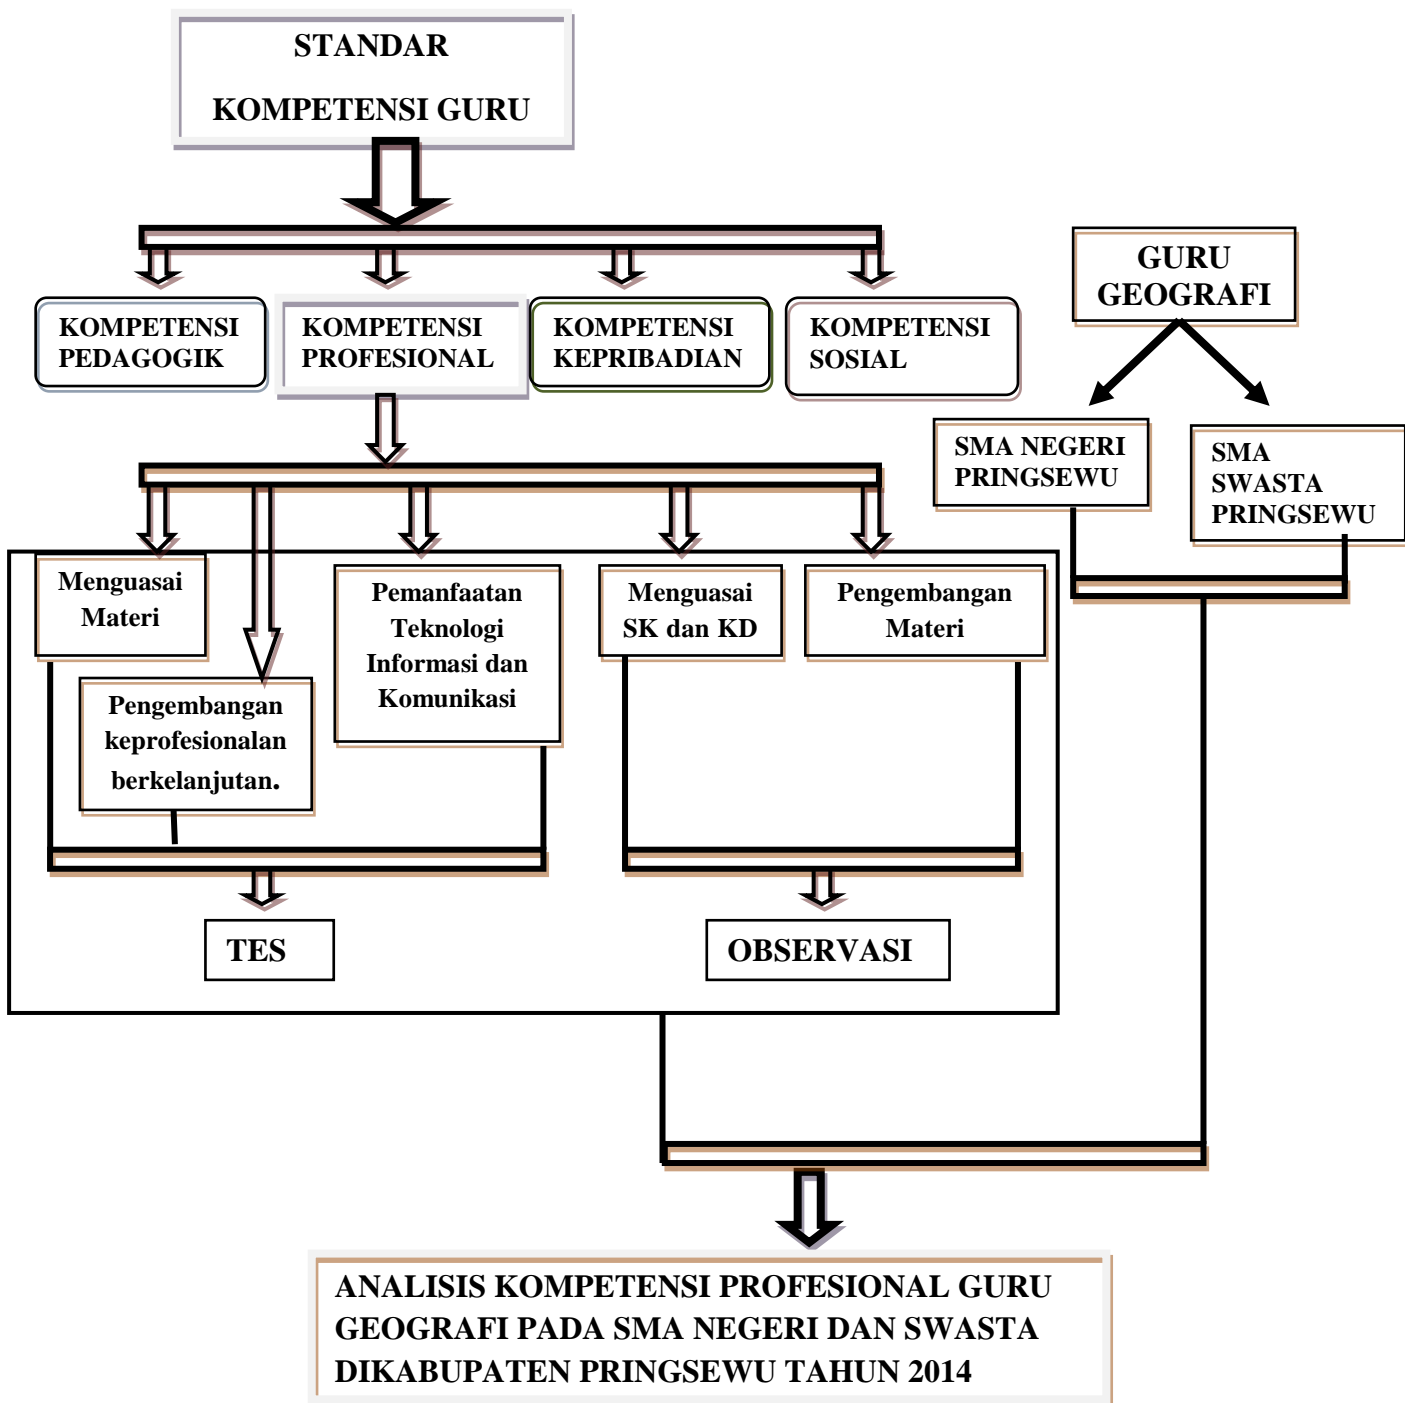 STANDAR
KOMPETENSI GURU
GURU
GEOGRAFI
KOMPETENSI
PEDAGOGIK
KOMPETENSI
PROFESIONAL
KOMPETENSI
KEPRIBADIAN
KOMPETENSI
SOSIAL
SMA NEGERI
PRINGSEWU
SMA
SWASTA
PRINGSEWU
Menguasai
Materi
Pengembangan
keprofesionalan
berkelanjutan.
Pemanfaatan
Teknologi
Informasi dan
Komunikasi
Menguasai
SK dan KD
Pengembangan
Materi
TES
OBSERVASI
ANALISIS KOMPETENSI PROFESIONAL GURU
GEOGRAFI PADA SMA NEGERI DAN SWASTA
DIKABUPATEN PRINGSEWU TAHUN 2014